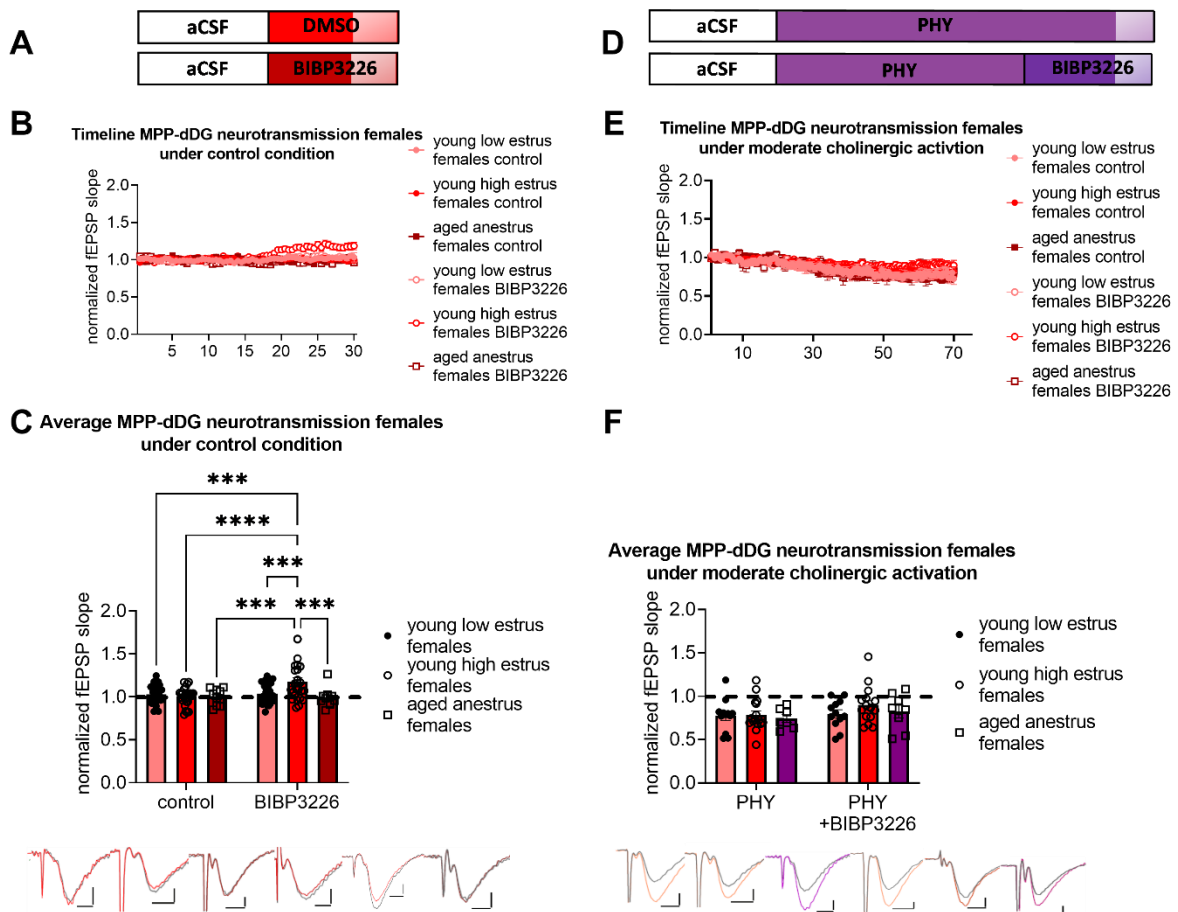 A
aCSF
DMSO
aCSF
BIBP3226
B
Timeline MPP-dDG neurotransmission females
under control condition
normalized fEPSP slope
2.0
1.5
1.0
0.5
0.0
5
10
15
20
25
30
young low estrus
females control
young high estrus
females control
aged anestrus
females control
young low estrus
females BIBP3226
young high estrus
females BIBP3226
aged anestrus
females BIBP3226
C
Average MPP-dDG neurotransmission females
under control condition
***
****
***
***
***
normalized fEPSP slope
2.0
1.5
1.0
0.5
0.0
control
BIBP3226
young low estrus
females
young high estrus
females
aged anestrus
females
D
aCSF
PHY
aCSF
PHY
BIBP3226
E
Timeline MPP-dDG neurotransmission females
under moderate cholinergic activtion
normalized fEPSP slope
2.0
1.5
1.0
0.5
0.0
10
30
50
70
young low estrus
females control
young high estrus
females control
aged anestrus
females control
young low estrus
females BIBP3226
young high estrus
females BIBP3226
aged anestrus
females BIBP3226
F
Average MPP-dDG neurotransmission females
under moderate cholinergic activation
normalized fEPSP slope
2.0
1.5
1.0
0.5
0.0
PHY
PHY
+BIBP3226
young low estrus
females
young high estrus
females
aged anestrus
females